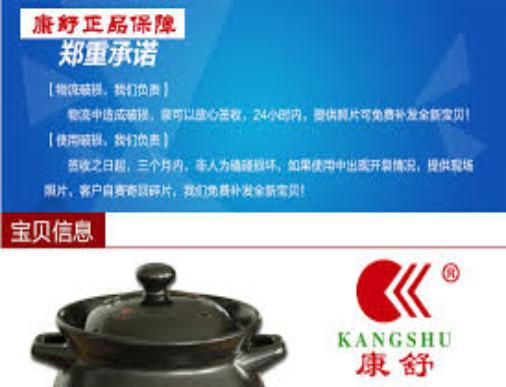 康舒正品保障
郑重承诺
【物流破损、我们负责】
物流中造成破损，亲可以放心签收，24小时内，提供照片可免费补发全新宝贝！
【使用破损、我们负责】
签收之日起，三个月内，非人为磕碰损坏，如果使用中出现开裂情况，提供现场
照片，客户自费寄回碎片，我们免费补发全新宝贝！
宝贝信息
®
KANGSHU
康舒